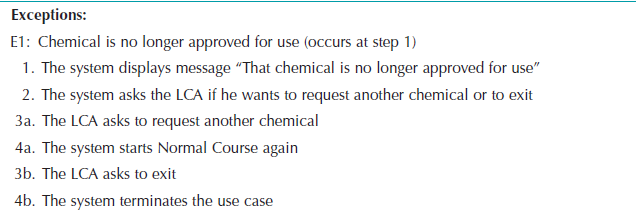 Exceptions:
E1: Chemical is no longer approved for use (occurs at step 1)
1. The system displays message “That chemical is no longer approved for use”
2. The system asks the LCA if he wants to request another chemical or to exit
3a. The LCA asks to request another chemical
4a. The system starts Normal Course again
3b. The LCA asks to exit
4b. The system terminates the use case